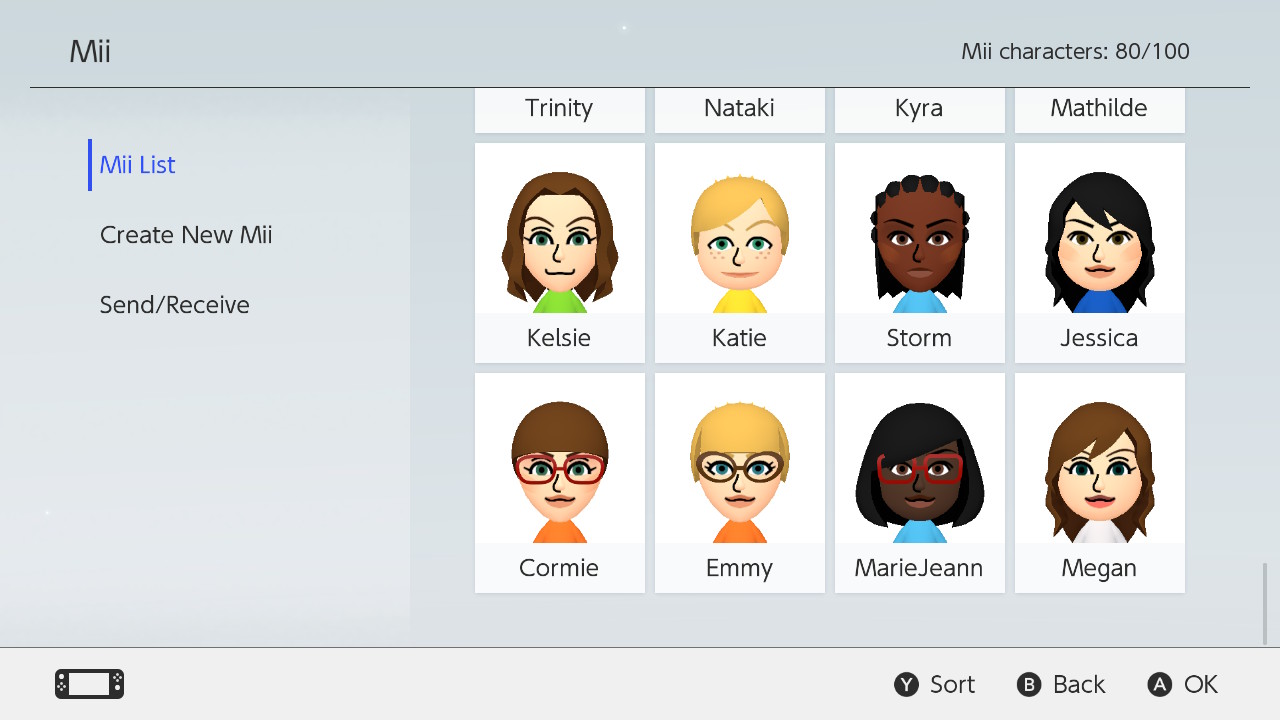 Mii
Mii characters: 80/100
Mii List
Create New Mii
Send/Receive
Trinity
Nataki
Kyra
Mathilde
Kelsie
Katie
Storm
Jessica
Cormie
Emmy
MarieJeann
Megan
Y Sort
B Back
A OK